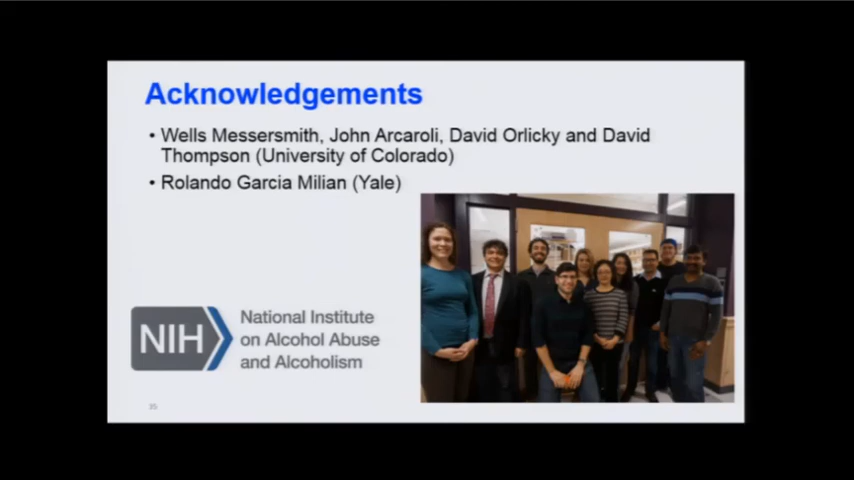 Acknowledgements
• Wells Messersmith, John Arcaroli, David Orlicky and David
Thompson (University of Colorado)
• Rolando Garcia Milian (Yale)
NIH
National Institute
on Alcohol Abuse
and Alcoholism